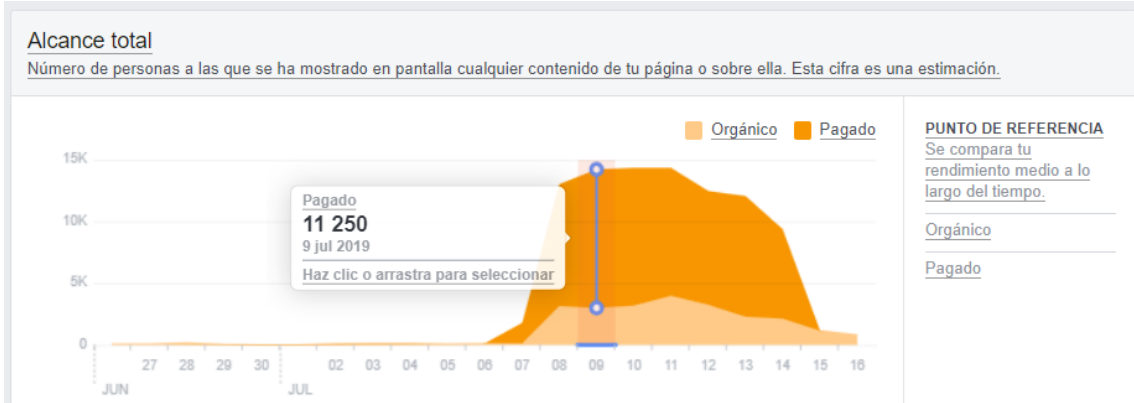 Alcance total
Número de personas a las que se ha mostrado en pantalla cualquier contenido de tu página o sobre ella. Esta cifra es una estimación.
Orgánico Pagado
15K
10K
5K
0
Pagado
11 250
9 jul 2019
Haz clic o arrastra para seleccionar
27 28 29 30 02 03 04 05 06 07 08 09 10 11 12 13 14 15 16
JUN JUL
PUNTO DE REFERENCIA
Se compara tu
rendimiento medio a lo
largo del tiempo.
Orgánico
Pagado